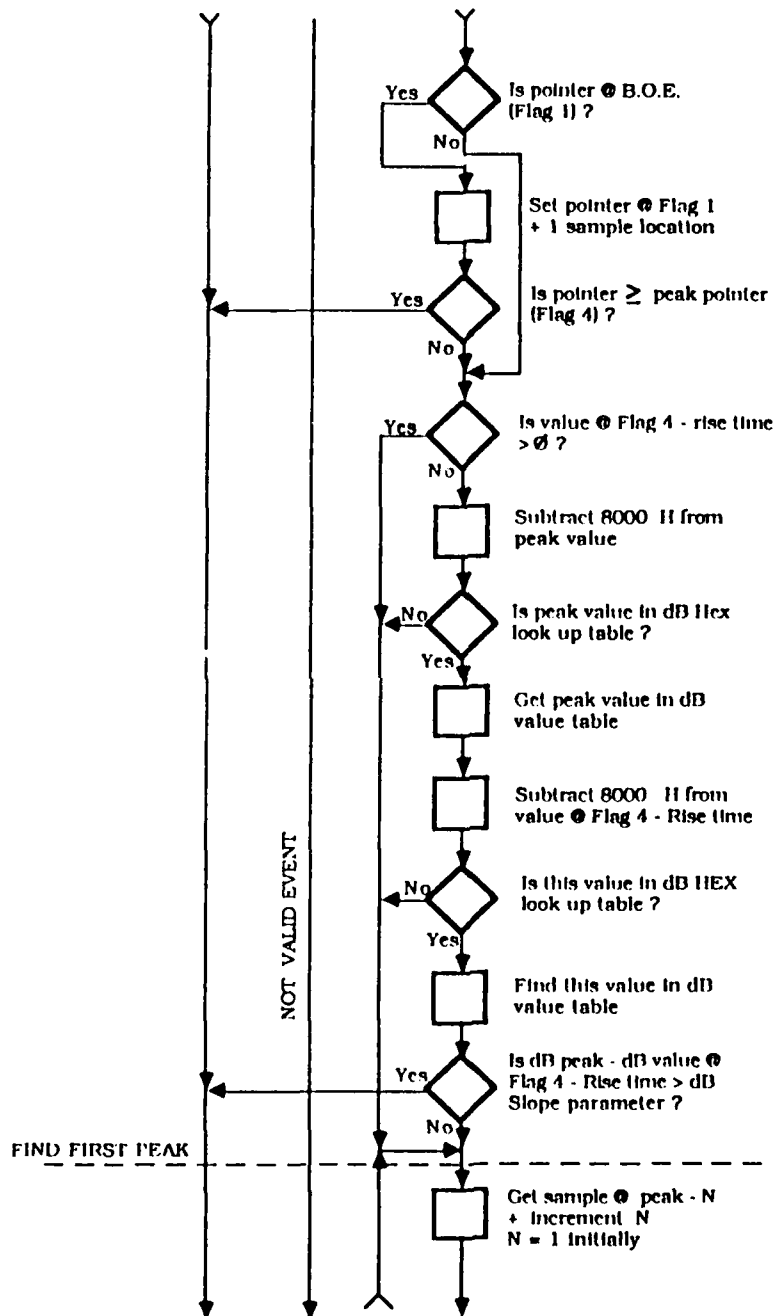 Yes
Is pointer @ B.O.E.
(Flag 1) ?
No
Set pointer @ Flag 1
+ 1 sample location
Yes
Is pointer ≥ peak pointer
(Flag 4) ?
No
Yes
Is value @ Flag 4 - rise time
> Ø ?
No
Subtract 8000 H from
peak value
No
Is peak value in dB Hex
look up table ?
Yes
Get peak value in dB
value table
Subtract 8000 H from
value @ Flag 4 - Rise time
No
Is this value in dB HEX
look up table ?
Yes
NOT VALID EVENT
Find this value in dB
value table
Yes
Is dB peak - dB value @
Flag 4 - Rise time > dB
Slope parameter ?
No
FIND FIRST PEAK
Get sample @ peak - N
+ increment N
N = 1 initially